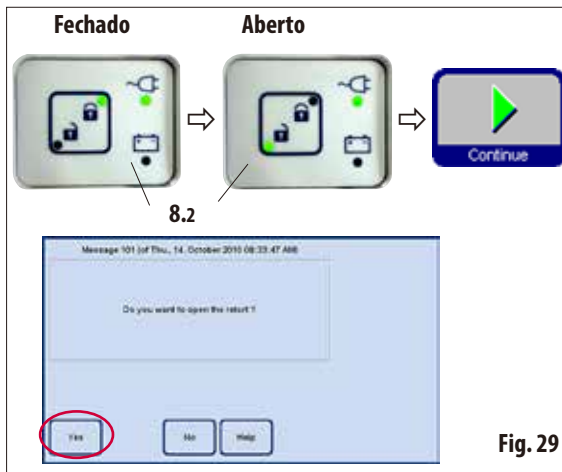 Fechado Aberto
Continue
8.2
Message 101 (of Thu., 14. October 2010 08:33:47 AM)
Do you want to open the retort ?
Yes No Help
Fig. 29